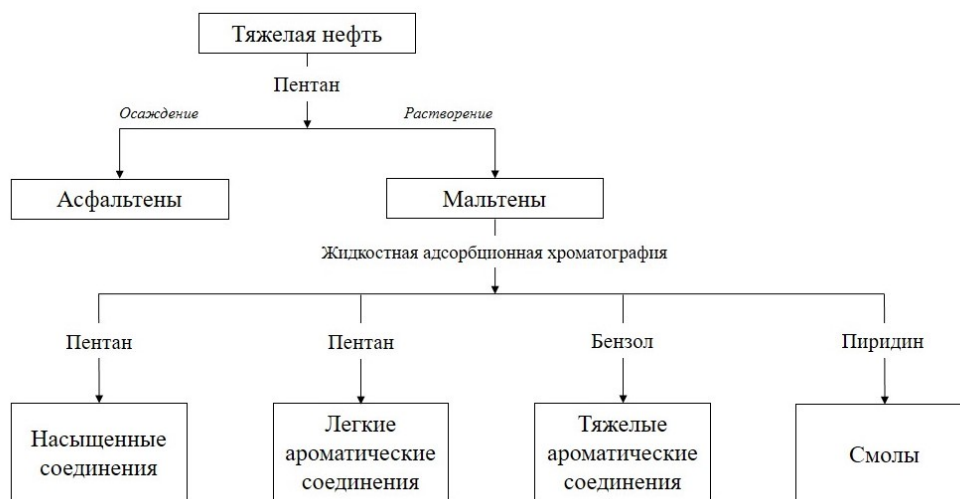 Тяжелая нефть
Пентан
Осаждение
Растворение
Асфальтены
Мальтены
Жидкостная адсорбционная хроматография
Пентан
Пентан
Бензол
Пиридин
Насыщенные
соединения
Легкие
ароматические
соединения
Тяжелые
ароматические
соединения
Смолы